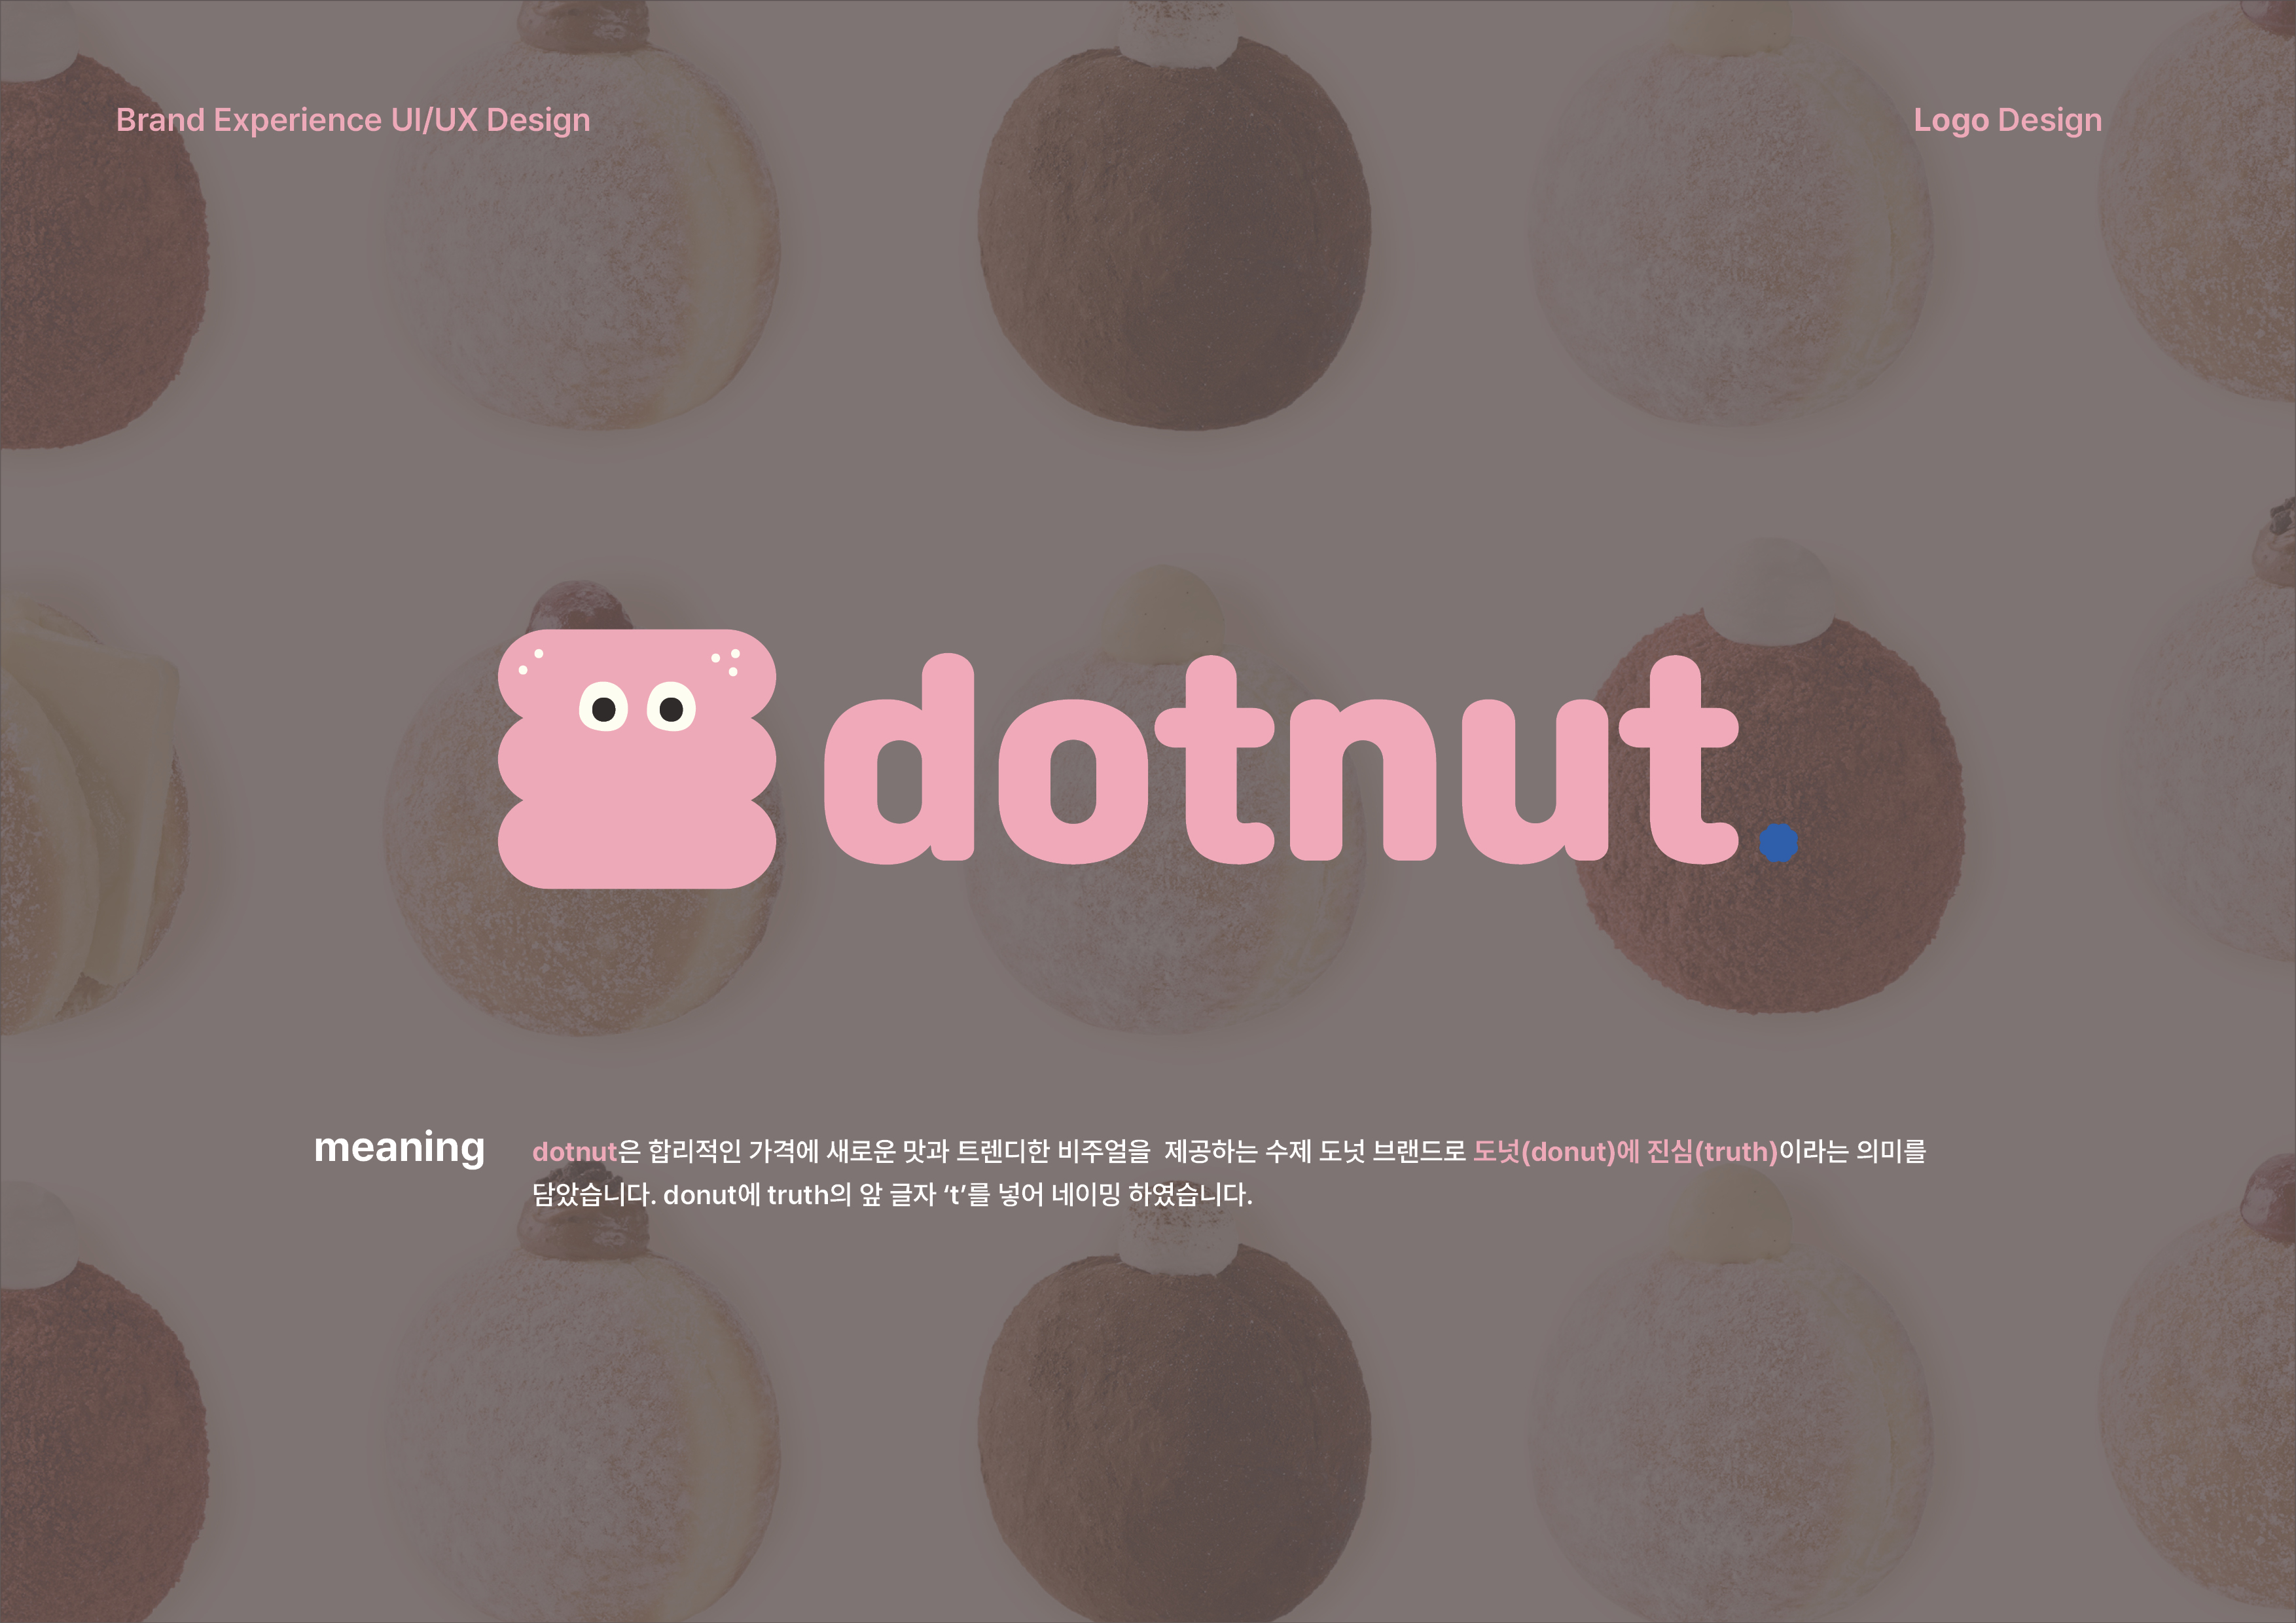 Brand Experience UI/UX Design
Logo Design
dotnut.
meaning
dotnut은 합리적인 가격에 새로운 맛과 트렌디한 비주얼을  제공하는 수제 도넛 브랜드로 도넛(donut)에 진심(truth)이라는 의미를
담았습니다. donut에 truth의 앞 글자 ‘t’를 넣어 네이밍 하였습니다.